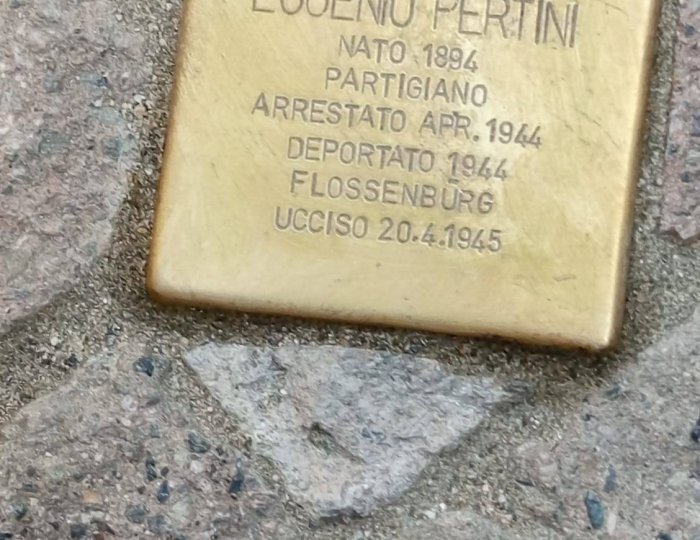 EUGENIO PERTINI
NATO 1894
PARTIGIANO
ARRESTATO APR. 1944
DEPORTATO 1944
FLOSSENBÜRG
UCCISO 20.4.1945